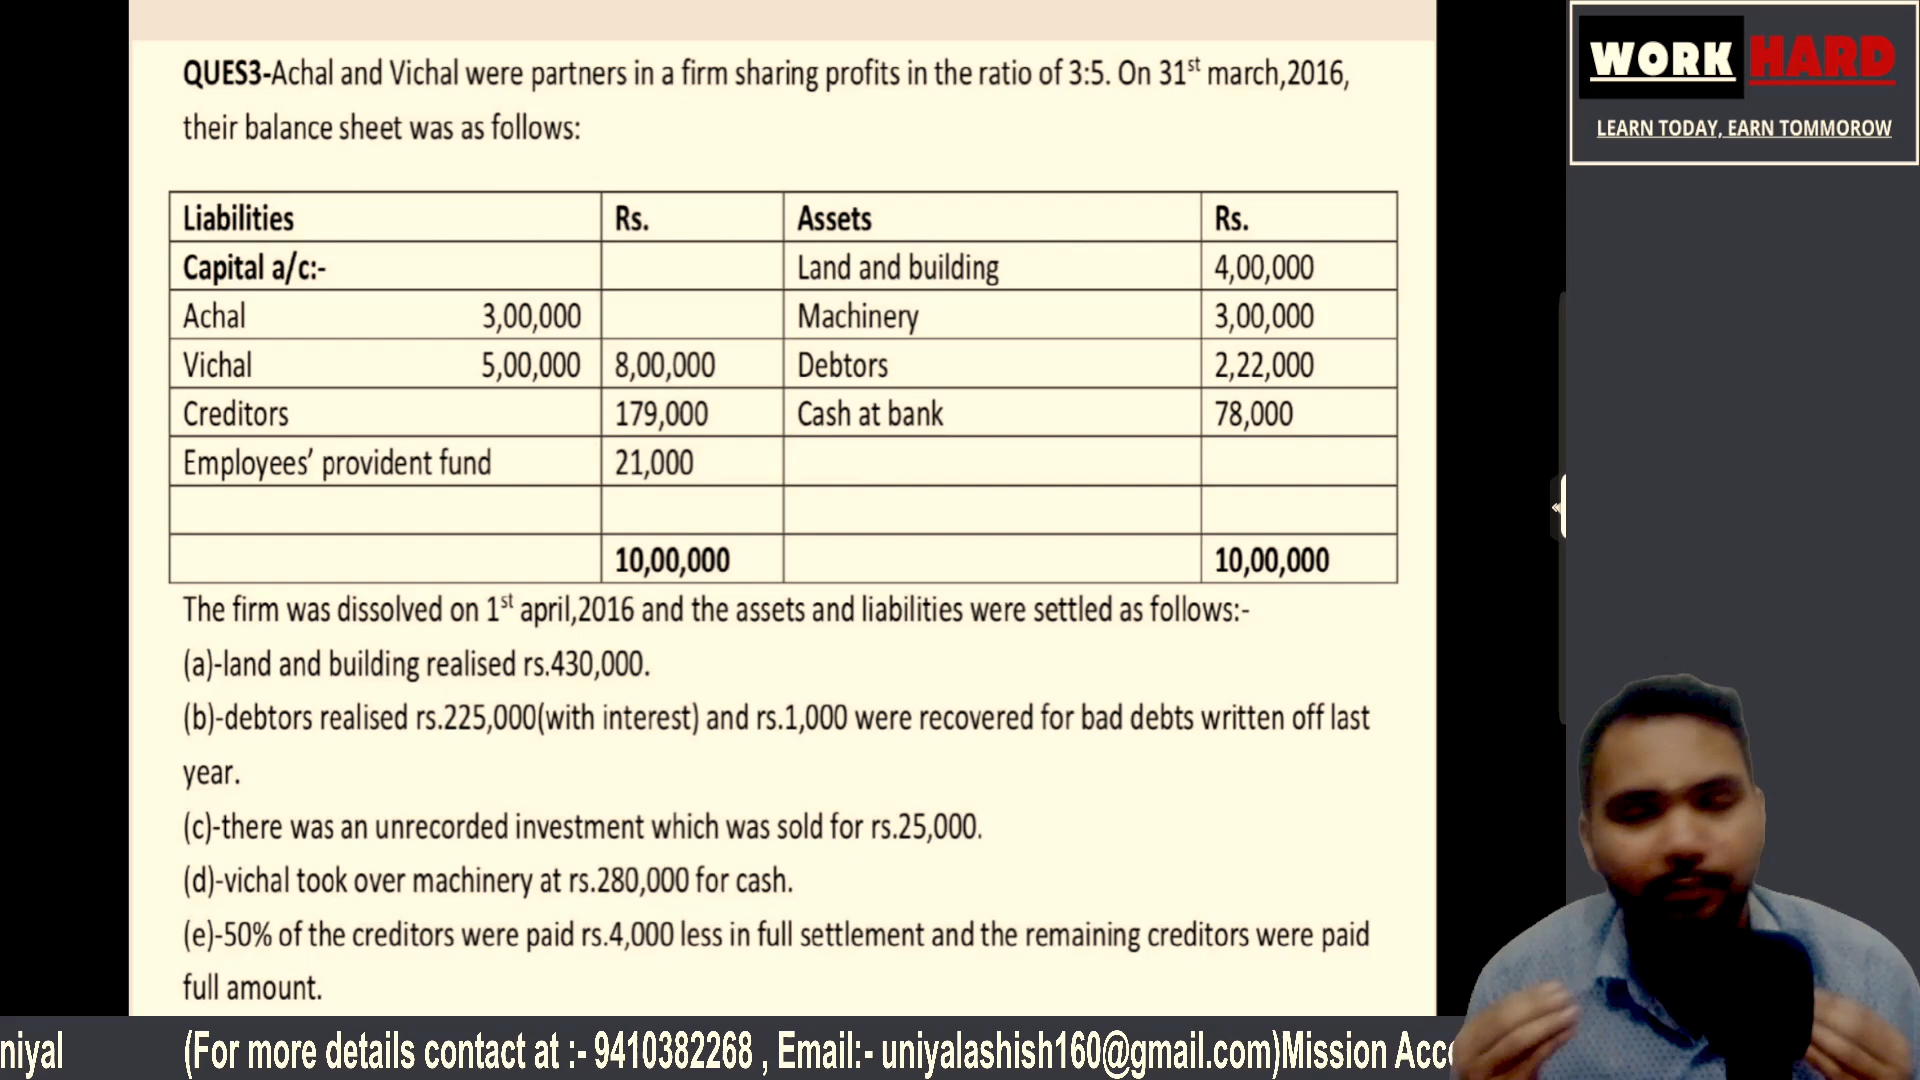 QUES3-Achal and Vichal were partners in a firm sharing profits in the ratio of 3:5. On 31st march,2016,
their balance sheet was as follows:
Liabilities Rs. Assets Rs.
Capital a/c:- Land and building 4,00,000
Achal 3,00,000 Machinery 3,00,000
Vichal 5,00,000 8,00,000 Debtors 2,22,000
Creditors 179,000 Cash at bank 78,000
Employees’ provident fund 21,000
10,00,000 10,00,000
The firm was dissolved on 1st april,2016 and the assets and liabilities were settled as follows:-
(a)-land and building realised rs.430,000.
(b)-debtors realised rs.225,000(with interest) and rs.1,000 were recovered for bad debts written off last
year.
(c)-there was an unrecorded investment which was sold for rs.25,000.
(d)-vichal took over machinery at rs.280,000 for cash.
(e)-50% of the creditors were paid rs.4,000 less in full settlement and the remaining creditors were paid
full amount.
WORK HARD
LEARN TODAY, EARN TOMMOROW
niyal (For more details contact at :- 9410382268 , Email:- uniyalashish160@gmail.com)Mission Acc